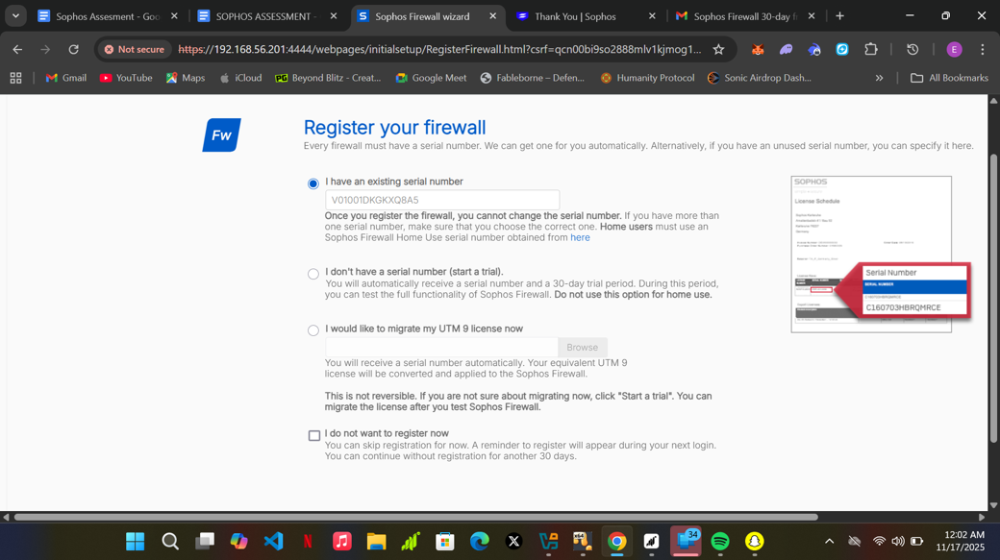 Sophos Assesment - Goo
SOPHOS ASSESSMENT -
Sophos Firewall wizard
Thank You | Sophos
Sophos Firewall 30-day f
Not secure
https://192.168.56.201:4444/webpages/initialsetup/RegisterFirewall.html?csrf=qcn00bi9so2888mlv1kjmog1...
E
Gmail
YouTube
Maps
iCloud
PG Beyond Blitz - Creat...
Google Meet
Fableborne – Defen...
Humanity Protocol
Sonic Airdrop Dash...
»
All Bookmarks
Fw
Register your firewall
Every firewall must have a serial number. We can get one for you automatically. Alternatively, if you have an unused serial number, you can specify it here.
I have an existing serial number
V01001DKGKXQ8A5
Once you register the firewall, you cannot change the serial number. If you have more than
one serial number, make sure that you choose the correct one. Home users must use an
Sophos Firewall Home Use serial number obtained from here
I don't have a serial number (start a trial).
You will automatically receive a serial number and a 30-day trial period. During this period,
you can test the full functionality of Sophos Firewall. Do not use this option for home use.
I would like to migrate my UTM 9 license now
Browse
You will receive a serial number automatically. Your equivalent UTM 9
license will be converted and applied to the Sophos Firewall.
This is not reversible. If you are not sure about migrating now, click "Start a trial". You can
migrate the license after you test Sophos Firewall.
I do not want to register now
You can skip registration for now. A reminder to register will appear during your next login.
You can continue without registration for another 30 days.
SOPHOS
License Schedule
Serial Number
SERIAL NUMBER
C160703HBRQMRCE
C160703HBRQMRCE
34
12:02 AM
11/17/2025